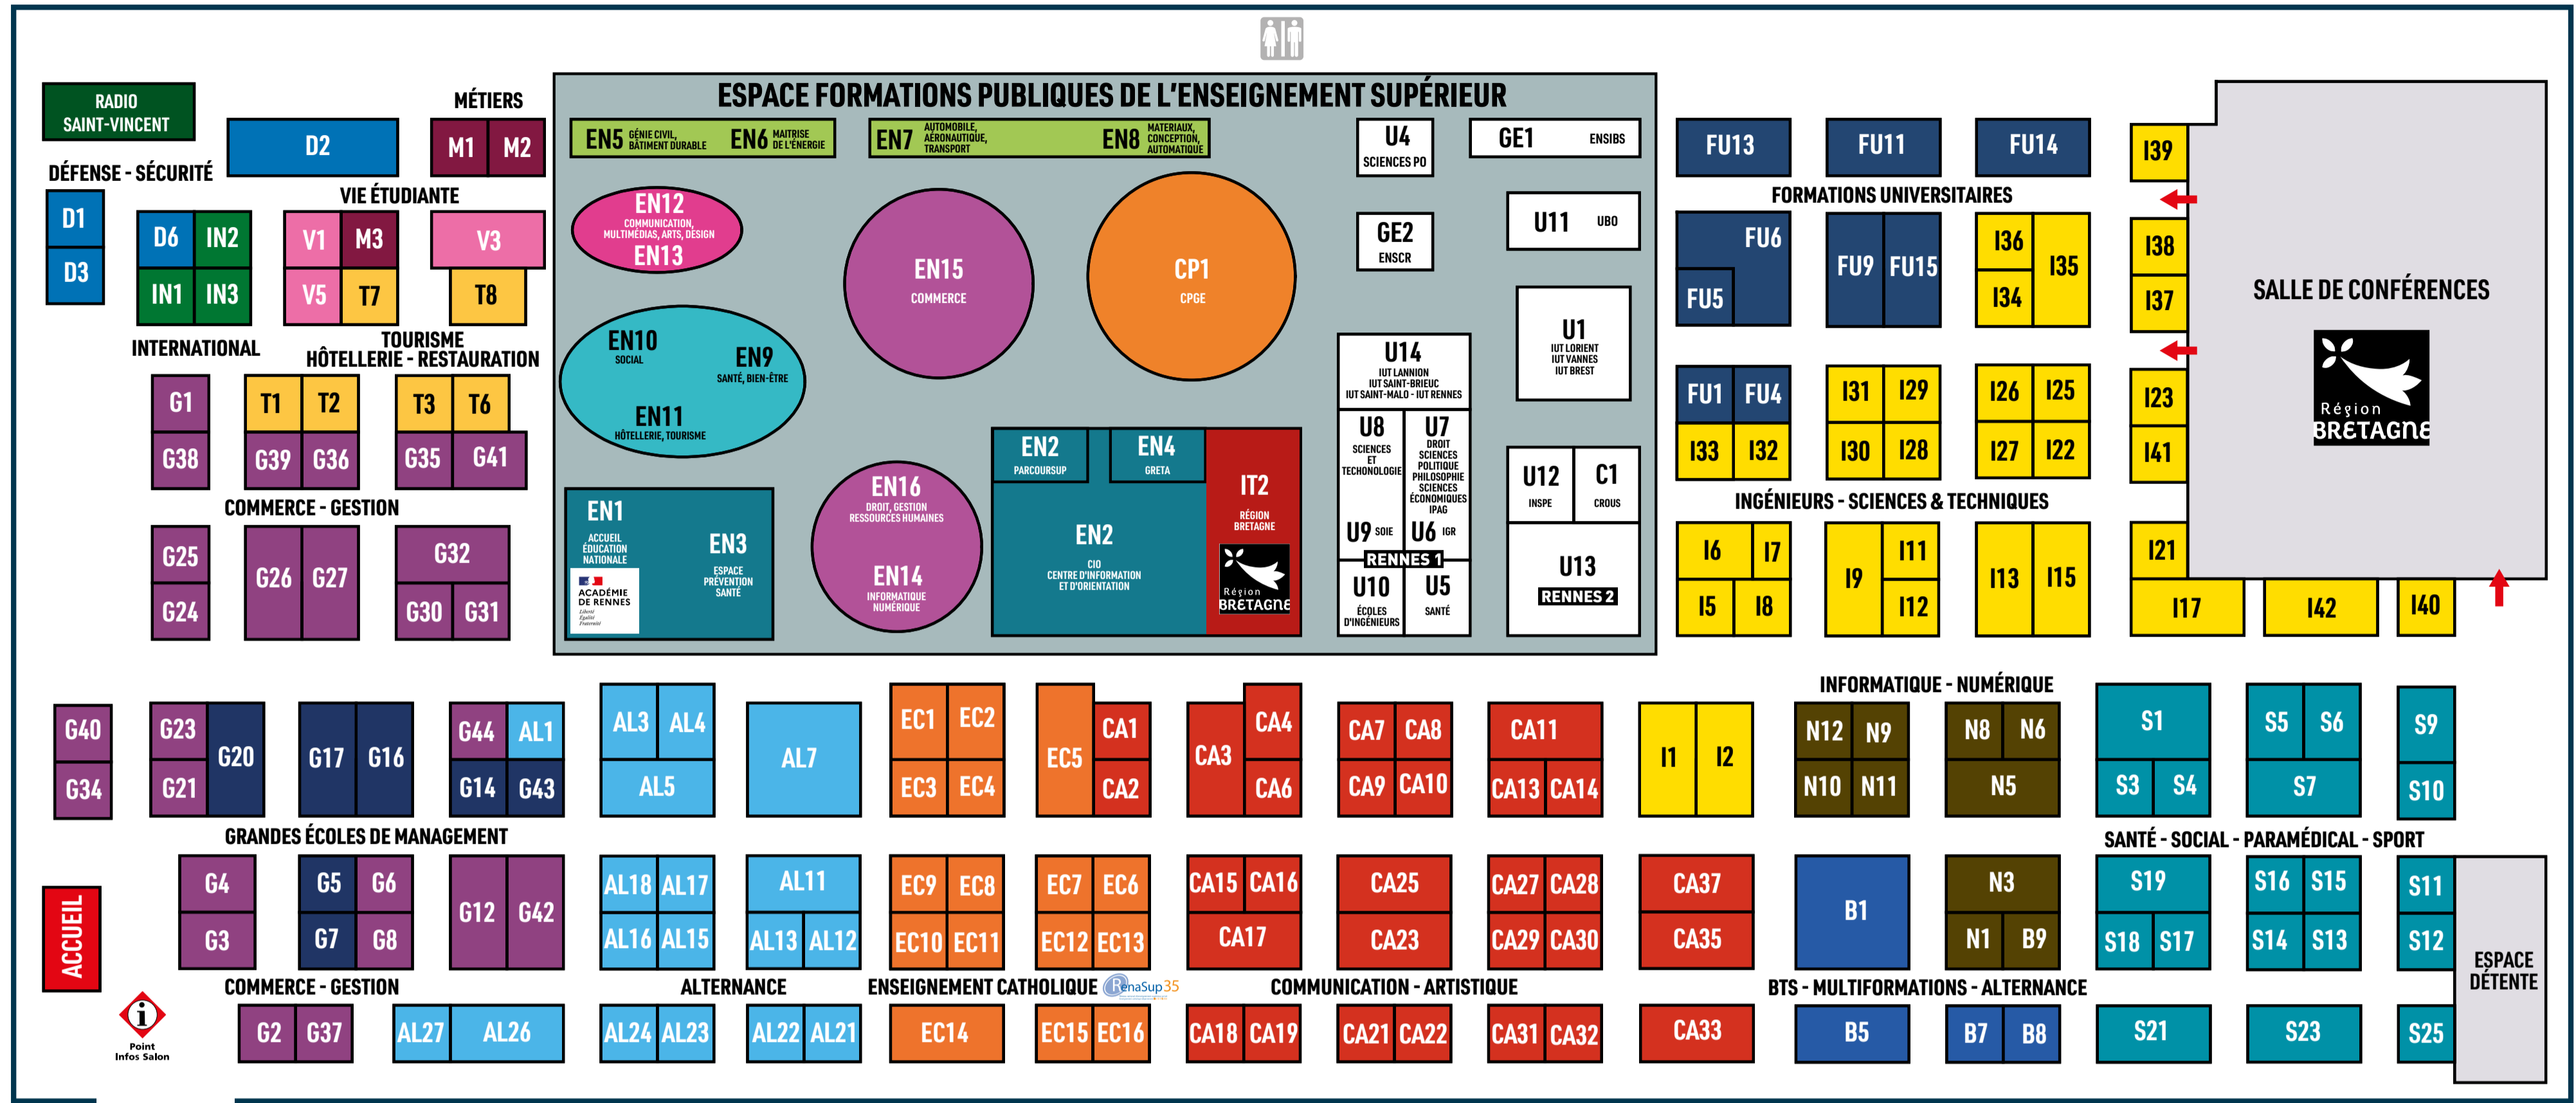 ESPACE FORMATIONS PUBLIQUES DE L'ENSEIGNEMENT SUPÉRIEUR
RADIO
SAINT-VINCENT
D2
MÉTIERS
M1 M2
DÉFENSE - SÉCURITÉ
D1
D3
VIE ÉTUDIANTE
D6 IN2
IN1 IN3
V1 M3
V5 T7
V3
T8
INTERNATIONAL
TOURISME
HÔTELLERIE - RESTAURATION
G1
G38
T1 T2
G39 G36
T3 T6
G35 G41
COMMERCE - GESTION
G25
G24
G26 G27
G32
G30 G31
EN5 GÉNIE CIVIL,
BÂTIMENT DURABLE
EN6 MAITRISE
DE L'ÉNERGIE
EN7 AUTOMOBILE,
AÉRONAUTIQUE,
TRANSPORT
EN8 MATERIAUX,
CONCEPTION,
AUTOMATIQUE
EN12
COMMUNICATION,
MULTIMÉDIAS, ARTS, DESIGN
EN13
EN15
COMMERCE
CP1
CPGE
EN10
SOCIAL
EN9
SANTÉ, BIEN-ÊTRE
EN11
HÔTELLERIE, TOURISME
EN1
ACCUEIL
ÉDUCATION
NATIONALE
ACADÉMIE
DE RENNES
Liberté
Égalité
Fraternité
EN3
ESPACE
PRÉVENTION
SANTÉ
EN16
DROIT, GESTION
RESSOURCES HUMAINES
EN14
INFORMATIQUE
NUMÉRIQUE
EN2
PARCOURSUP
EN4
GRETA
EN2
CIO
CENTRE D'INFORMATION
ET D'ORIENTATION
IT2
RÉGION
BRETAGNE
Région
BRETAGNE
U4
SCIENCES PO
GE1 ENSIBS
GE2
ENSCR
U11 UBO
U1
IUT LORIENT
IUT VANNES
IUT BREST
U14
IUT LANNION
IUT SAINT-BRIEUC
IUT SAINT-MALO - IUT RENNES
U8
SCIENCES
ET
TECHONOLOGIE
U7
DROIT
SCIENCES
POLITIQUE
PHILOSOPHIE
SCIENCES
ÉCONOMIQUES
IPAG
U9 SOIE
U6 IGR
RENNES 1
U10
ÉCOLES
D'INGÉNIEURS
U5
SANTÉ
U12
INSPE
C1
CROUS
U13
RENNES 2
FU13
FU11
FU14
FORMATIONS UNIVERSITAIRES
FU6
FU5
FU9 FU15
I36
I34
I35
FU1 FU4
I33 I32
I31 I29
I30 I28
I26 I25
I27 I22
INGÉNIEURS - SCIENCES & TECHNIQUES
I6 I7
I5 I8
I9
I11
I12
I13 I15
I39
I38
I37
I23
I41
I21
I17
I42
I40
SALLE DE CONFÉRENCES
Région
BRETAGNE
G40
G34
G23
G21
G20
G17 G16
G44 AL1
G14 G43
AL3 AL4
AL5
AL7
EC1 EC2
EC3 EC4
EC5
CA1
CA2
CA3
CA4
CA6
CA7 CA8
CA9 CA10
CA11
CA13 CA14
I1 I2
INFORMATIQUE - NUMÉRIQUE
N12 N9
N10 N11
N8 N6
N5
S1
S3 S4
S5 S6
S7
S9
S10
GRANDES ÉCOLES DE MANAGEMENT
SANTÉ - SOCIAL - PARAMÉDICAL - SPORT
ACCUEIL
G4
G3
G5 G6
G7 G8
G12 G42
AL18 AL17
AL16 AL15
AL11
AL13 AL12
EC9 EC8
EC10 EC11
EC7 EC6
EC12 EC13
CA15 CA16
CA17
CA25
CA23
CA27 CA28
CA29 CA30
CA37
CA35
B1
N3
N1 B9
S19
S18 S17
S16 S15
S14 S13
S11
S12
ESPACE
DÉTENTE
COMMERCE - GESTION
ALTERNANCE
ENSEIGNEMENT CATHOLIQUE RenaSup35
COMMUNICATION - ARTISTIQUE
BTS - MULTIFORMATIONS - ALTERNANCE
i
Point
Infos Salon
G2 G37
AL27 AL26
AL24 AL23
AL22 AL21
EC14
EC15 EC16
CA18 CA19
CA21 CA22
CA31 CA32
CA33
B5
B7 B8
S21
S23
S25